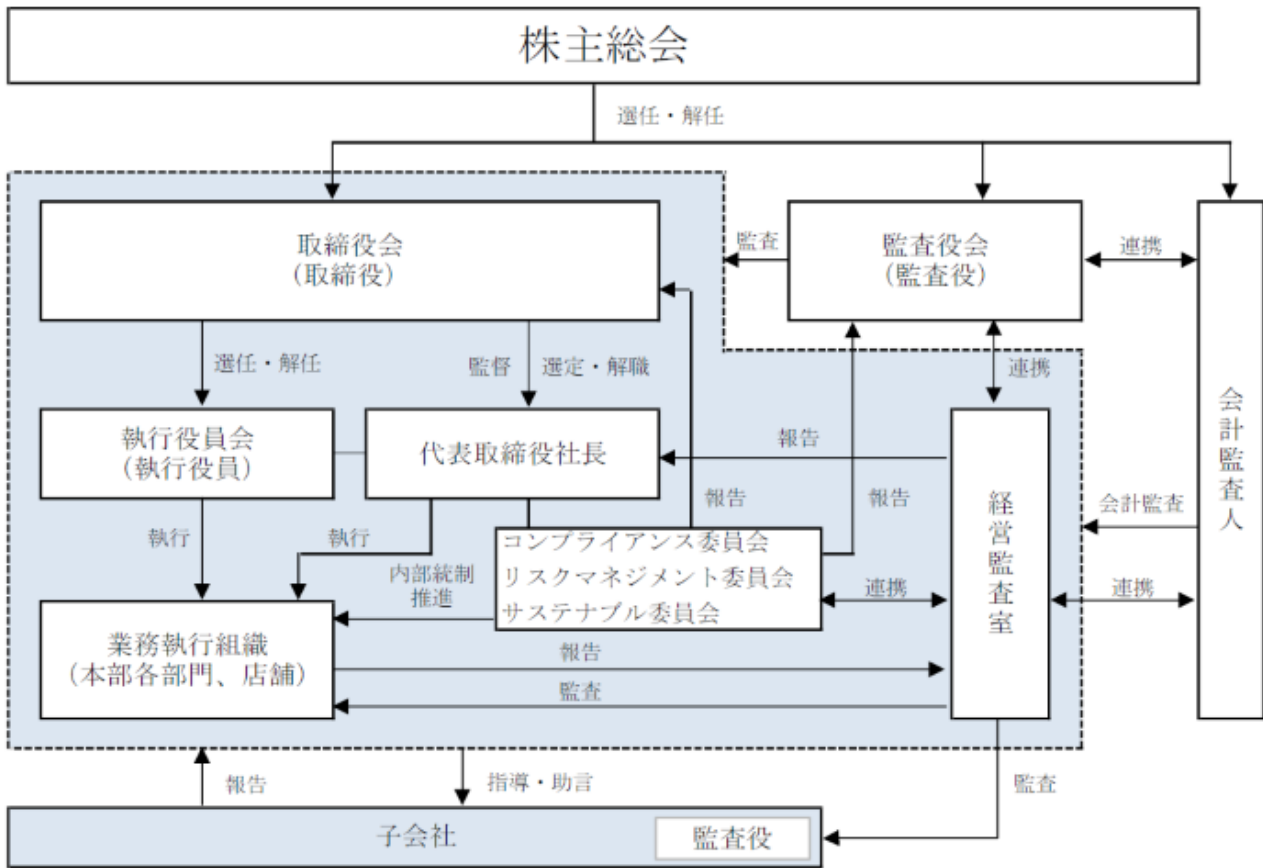 株主総会
選任・解任
取締役会
(取締役)
監査
監査役会
(監査役)
連携
選任・解任
監督
選定・解職
連携
執行役員会
(執行役員)
代表取締役社長
報告
会計監査人
執行
執行
報告
報告
経営監査室
会計監査
コンプライアンス委員会
リスクマネジメント委員会
サステナブル委員会
内部統制
推進
連携
連携
業務執行組織
(本部各部門、店舗)
報告
監査
報告
指導・助言
監査
子会社
監査役